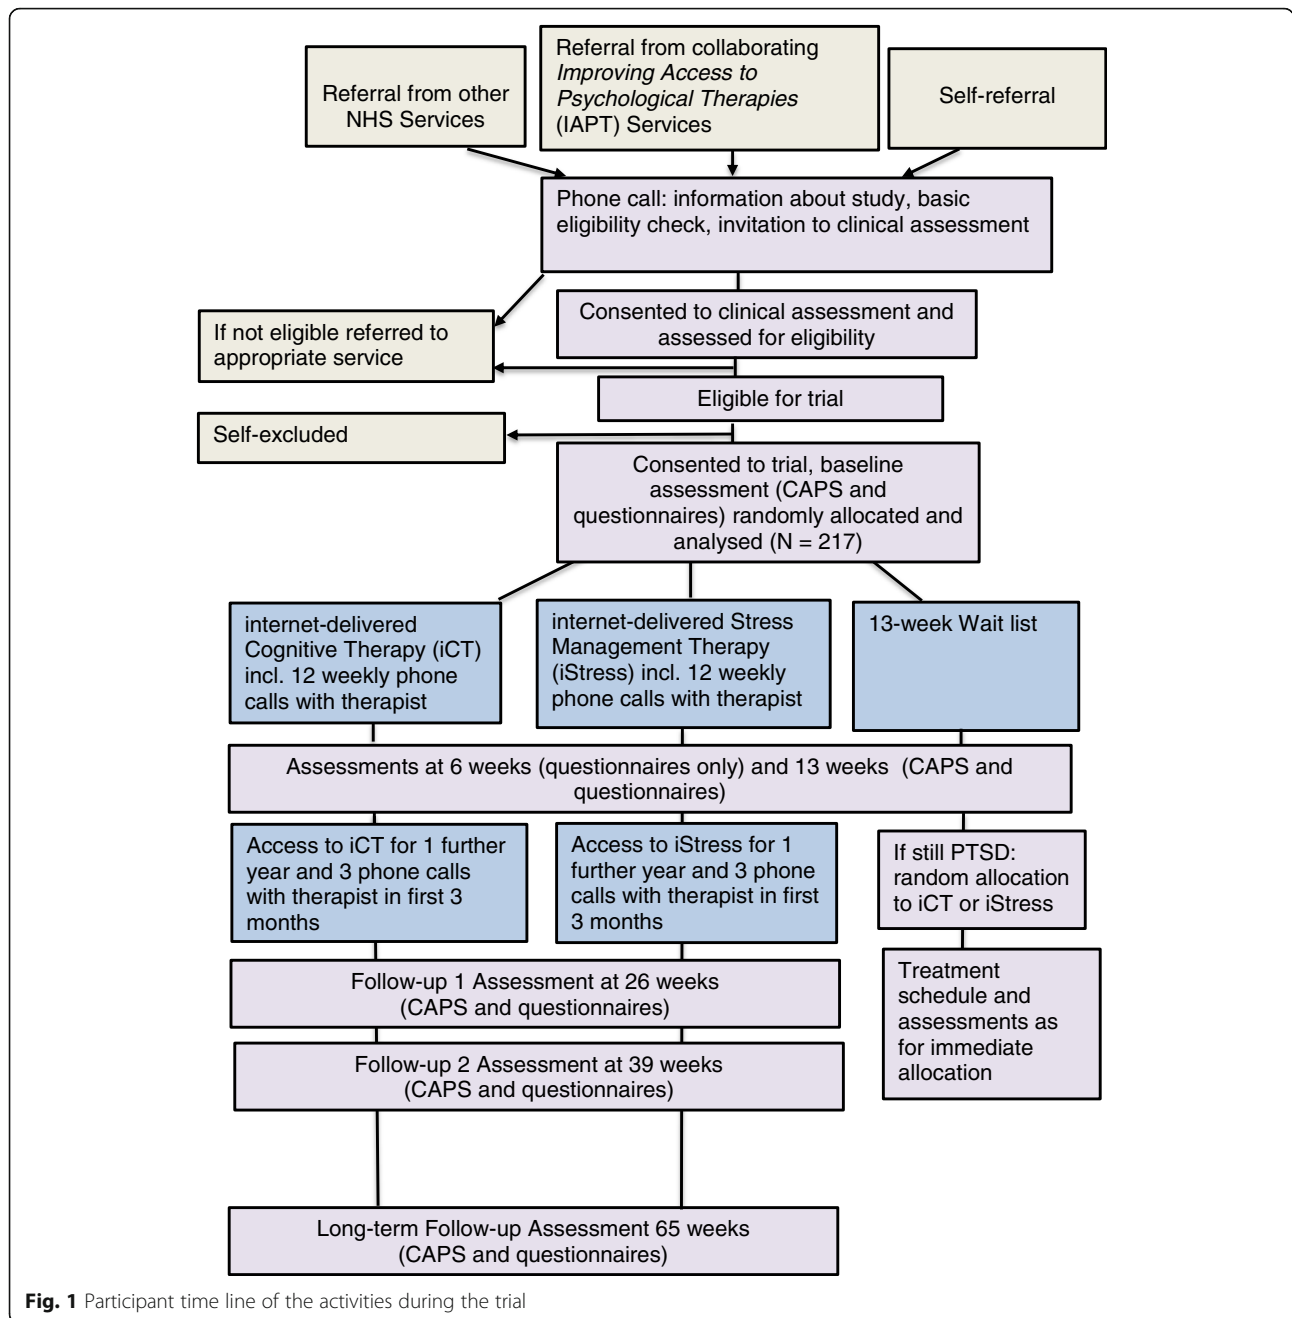 Referral from other
NHS Services
Referral from collaborating
Improving Access to
Psychological Therapies
(IAPT) Services
Self-referral
Phone call: information about study, basic
eligibility check, invitation to clinical assessment
Consented to clinical assessment and
assessed for eligibility
If not eligible referred to
appropriate service
Eligible for trial
Self-excluded
Consented to trial, baseline
assessment (CAPS and
questionnaires) randomly allocated and
analysed (N = 217)
internet-delivered
Cognitive Therapy (iCT)
incl. 12 weekly phone
calls with therapist
internet-delivered Stress
Management Therapy
(iStress) incl. 12 weekly
phone calls with therapist
13-week Wait list
Assessments at 6 weeks (questionnaires only) and 13 weeks (CAPS and
questionnaires)
Access to iCT for 1 further
year and 3 phone calls
with therapist in first 3
months
Access to iStress for 1
further year and 3 phone
calls with therapist in first
3 months
If still PTSD:
random allocation
to iCT or iStress
Follow-up 1 Assessment at 26 weeks
(CAPS and questionnaires)
Treatment
schedule and
assessments as
for immediate
allocation
Follow-up 2 Assessment at 39 weeks
(CAPS and questionnaires)
Long-term Follow-up Assessment 65 weeks
(CAPS and questionnaires)
Fig. 1 Participant time line of the activities during the trial